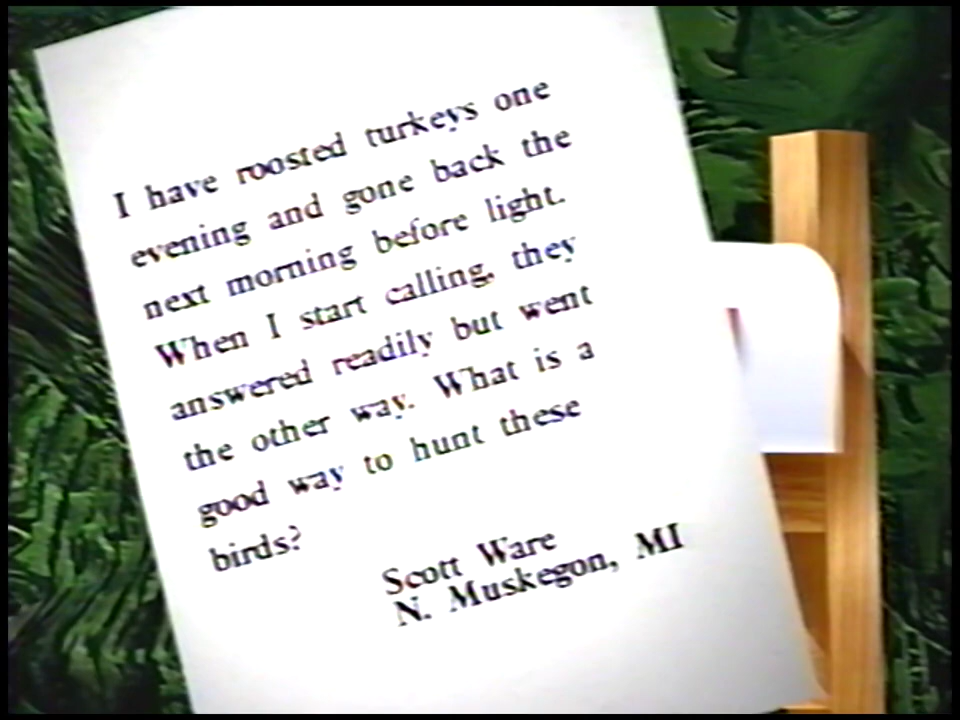 I have roosted turkeys one
evening and gone back the
next morning before light.
When I start calling, they
answered readily but went
the other way. What is a
good way to hunt these
birds?
Scott Ware
N. Muskegon, MI